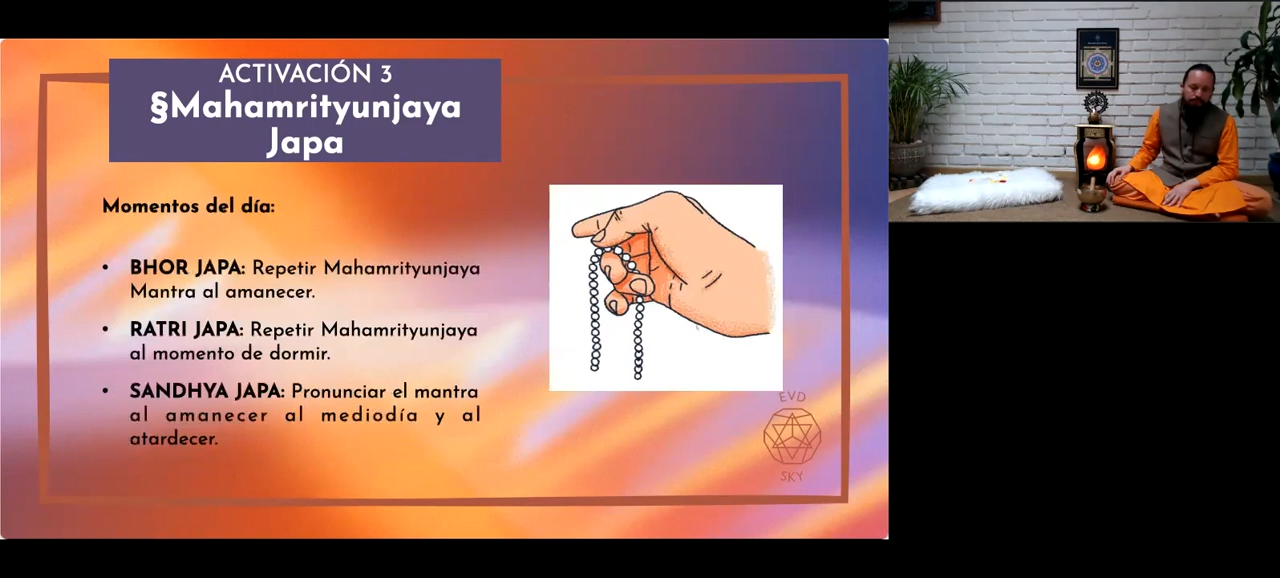 ACTIVACIÓN 3
§Mahamrityunjaya
Japa
Momentos del día:
• BHOR JAPA: Repetir Mahamrityunjaya
Mantra al amanecer.
• RATRI JAPA: Repetir Mahamrityunjaya
al momento de dormir.
• SANDHYA JAPA: Pronunciar el mantra
al amanecer al mediodía y al
atardecer.
EVD
SKY